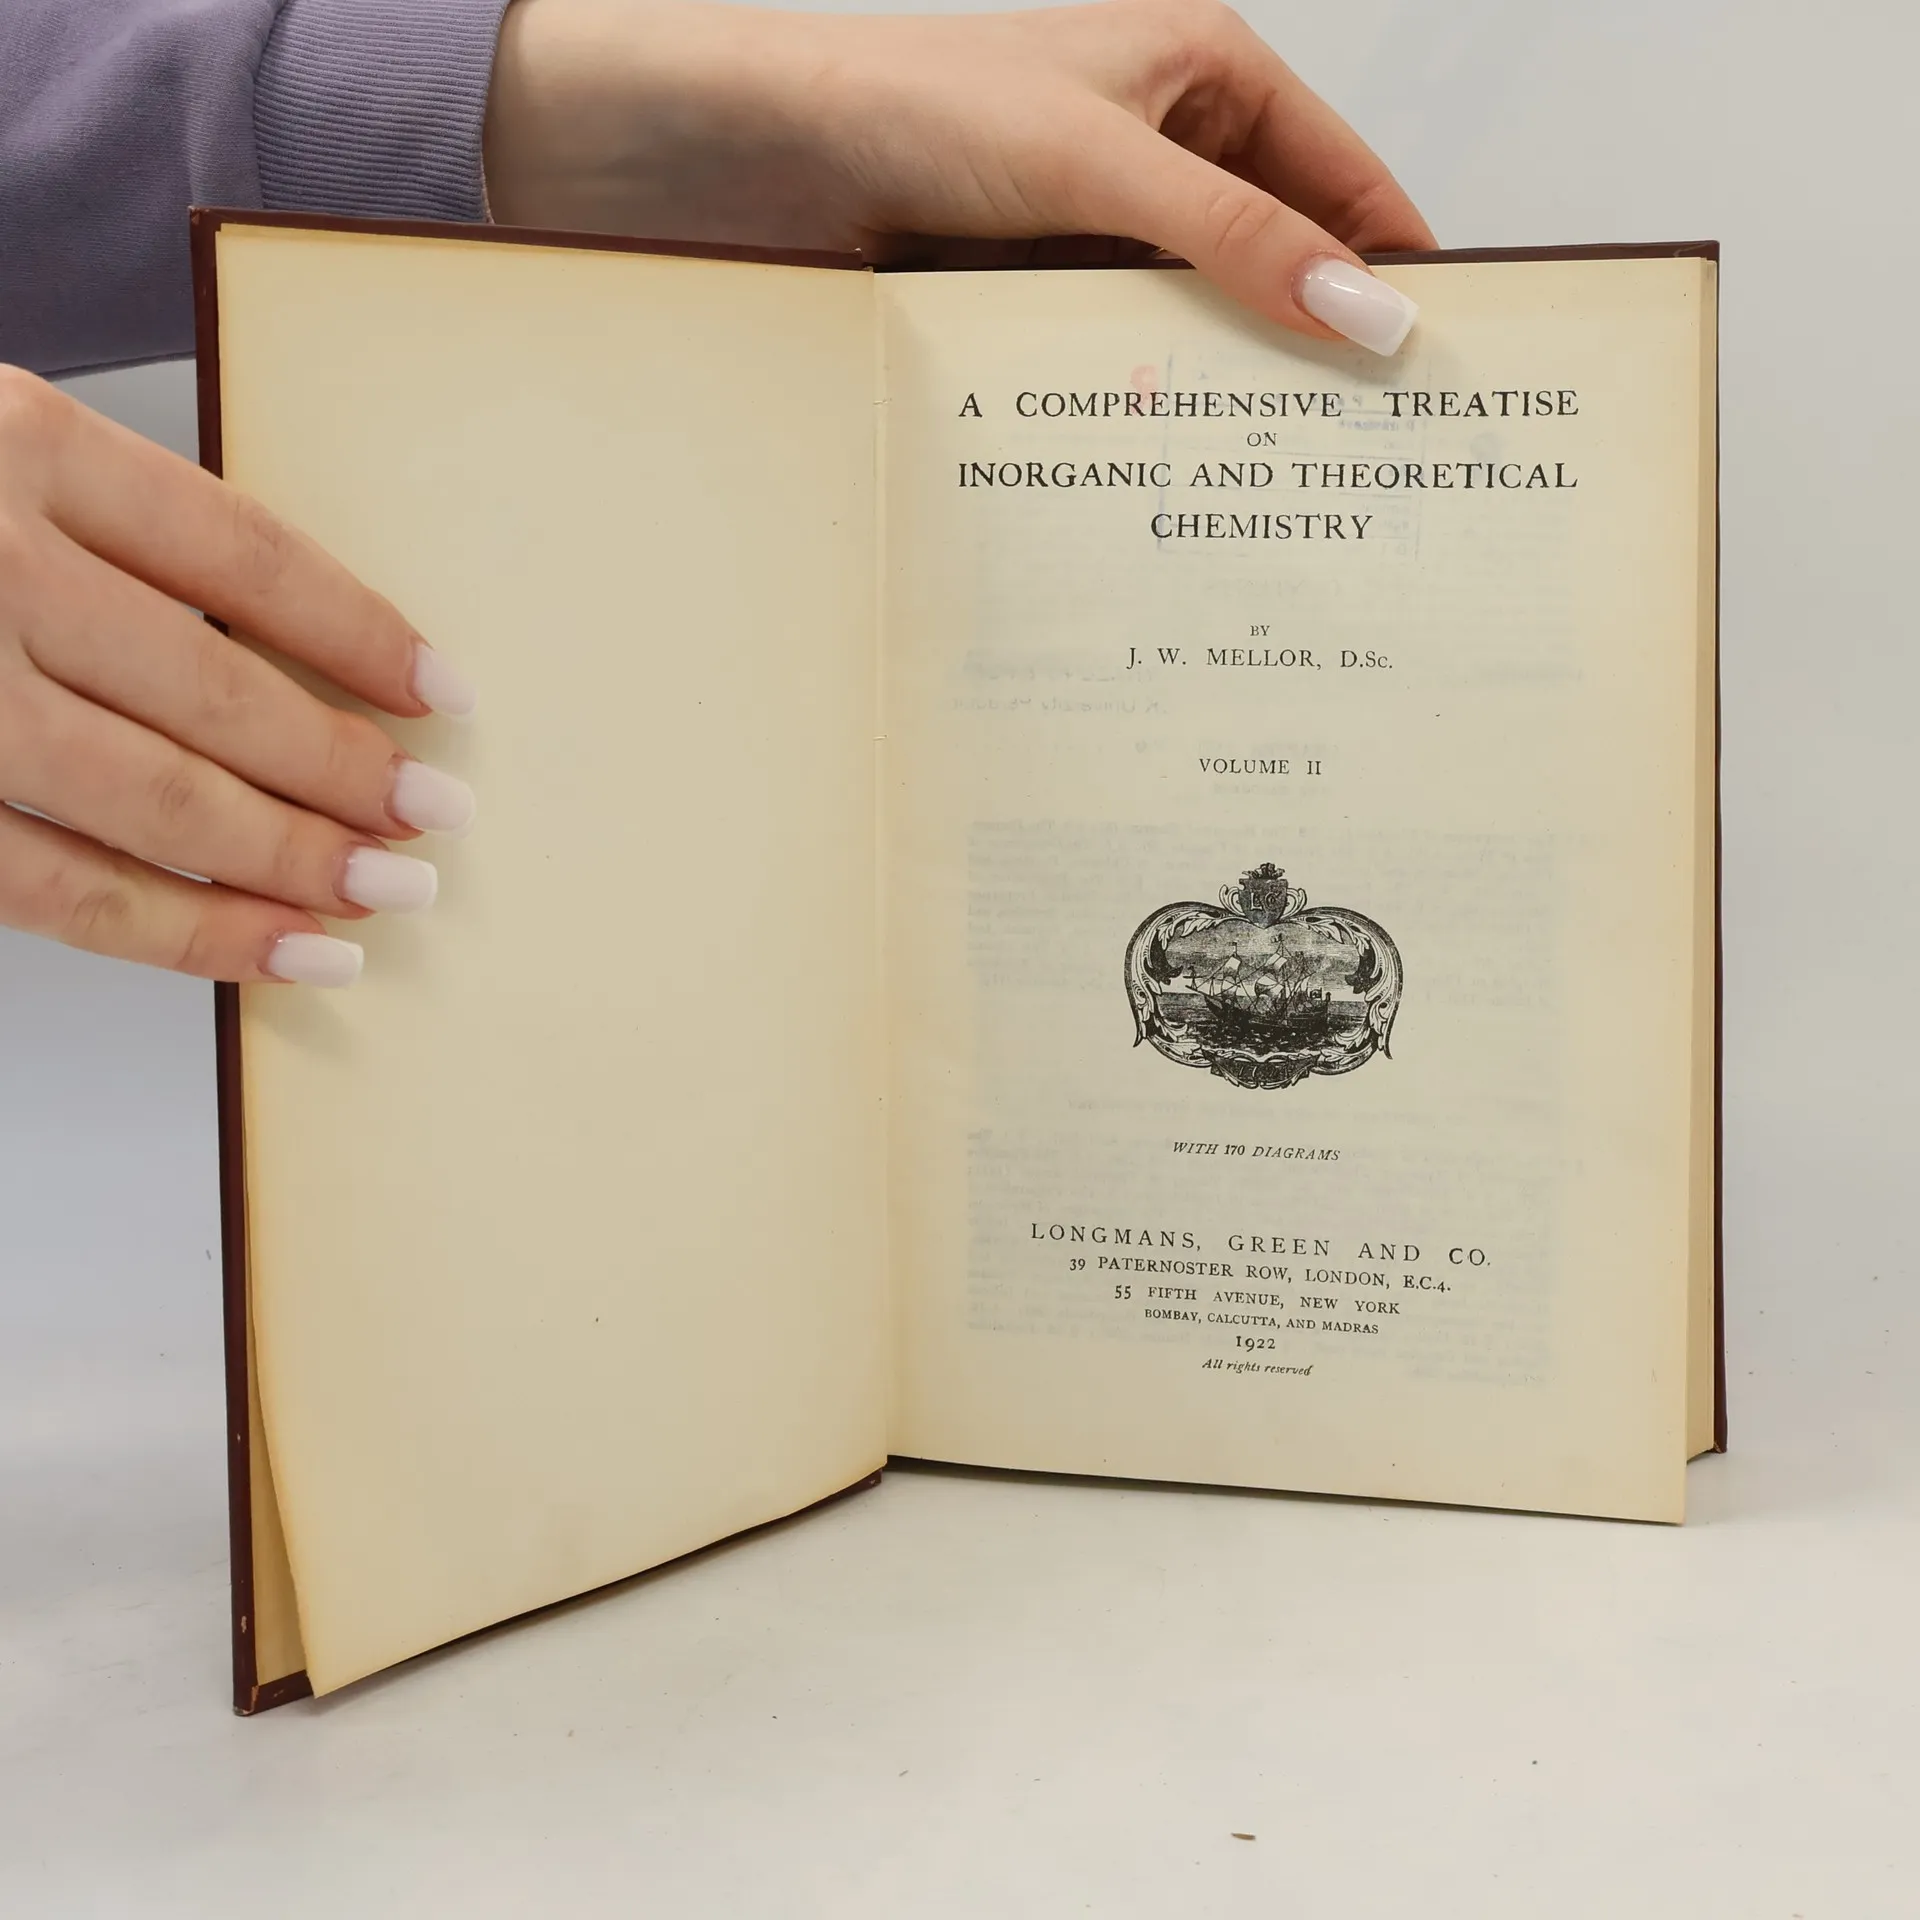 A COMPREHENSIVE TREATISE
ON
INORGANIC AND THEORETICAL
CHEMISTRY
BY
J. W. MELLOR, D.Sc.
VOLUME II
WITH 170 DIAGRAMS
LONGMANS, GREEN AND CO.
39 PATERNOSTER ROW, LONDON, E.C.4.
55 FIFTH AVENUE, NEW YORK
BOMBAY, CALCUTTA, AND MADRAS
1922
All rights reserved